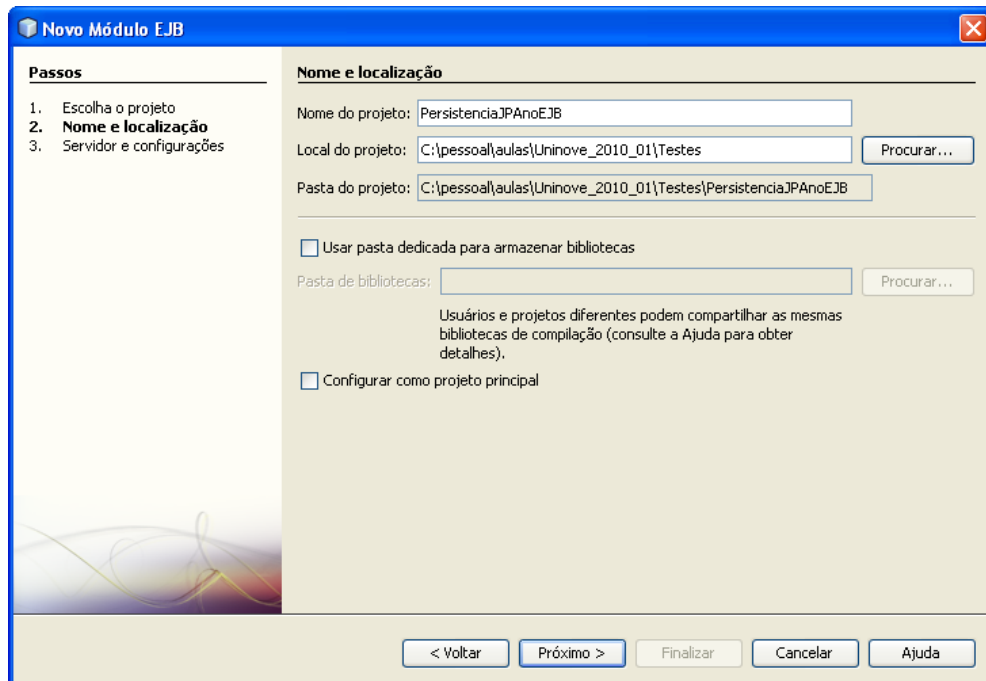 Novo Módulo EJB
Passos
1. Escolha o projeto
2. Nome e localização
3. Servidor e configurações
Nome e localização
Nome do projeto: PersistenciaJPAnoEJB
Local do projeto: C:\pessoal\aulas\Uninove_2010_01\Testes Procurar...
Pasta do projeto: C:\pessoal\aulas\Uninove_2010_01\Testes\PersistenciaJPAnoEJB
Usar pasta dedicada para armazenar bibliotecas
Pasta de bibliotecas: Procurar...
Usuários e projetos diferentes podem compartilhar as mesmas
bibliotecas de compilação (consulte a Ajuda para obter
detalhes).
Configurar como projeto principal
< Voltar Próximo > Finalizar Cancelar Ajuda